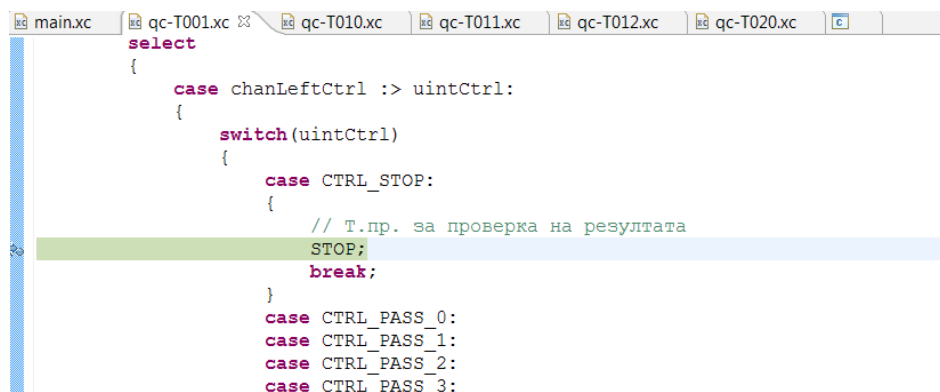 main.xc qc-T001.xc qc-T010.xc qc-T011.xc qc-T012.xc qc-T020.xc
select
{
case chanLeftCtrl :> uintCtrl:
{
switch(uintCtrl)
{
case CTRL_STOP:
{
// Т.пр. за проверка на резултата
STOP;
break;
}
case CTRL_PASS_0:
case CTRL_PASS_1:
case CTRL_PASS_2:
case CTRL_PASS_3: